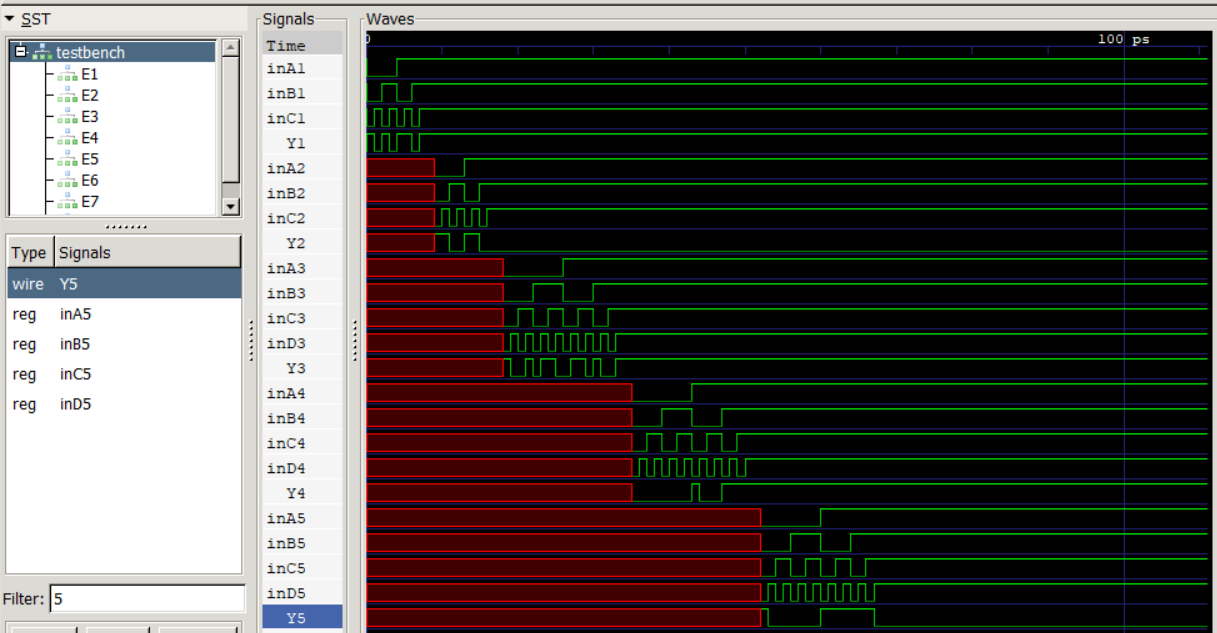 SST
testbench
E1
E2
E3
E4
E5
E6
E7
Type Signals
wire Y5
reg inA5
reg inB5
reg inC5
reg inD5
Filter: 5
Signals
Time
inA1
inB1
inC1
Y1
inA2
inB2
inC2
Y2
inA3
inB3
inC3
inD3
Y3
inA4
inB4
inC4
inD4
Y4
inA5
inB5
inC5
inD5
Y5
Waves
100 ps